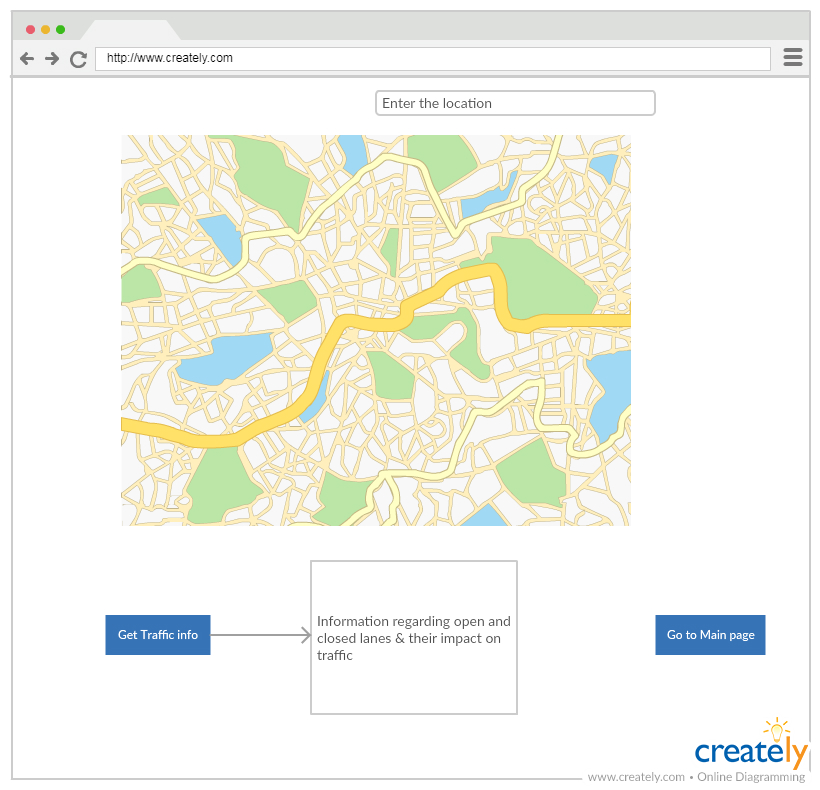 http://www.creately.com
Enter the location
Get Traffic info
Information regarding open and
closed lanes & their impact on
traffic
Go to Main page
creately
www.creately.com • Online Diagramming